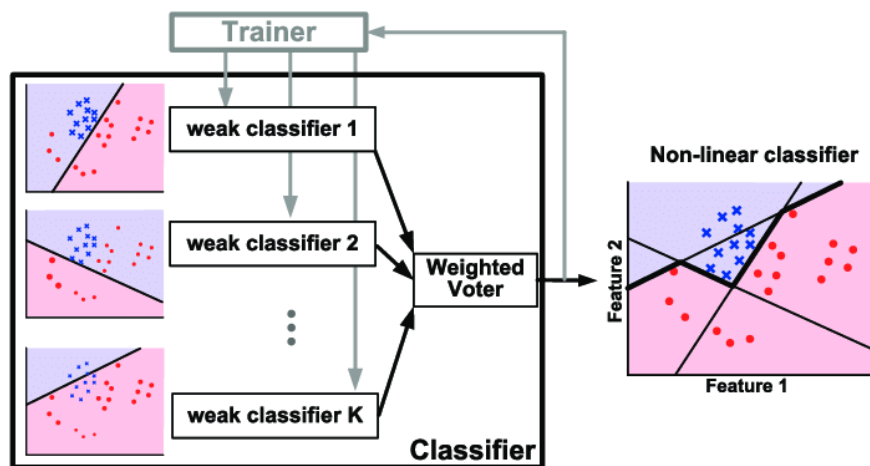 Trainer
weak classifier 1
weak classifier 2
weak classifier K
Weighted
Voter
Classifier
Non-linear classifier
Feature 2
Feature 1